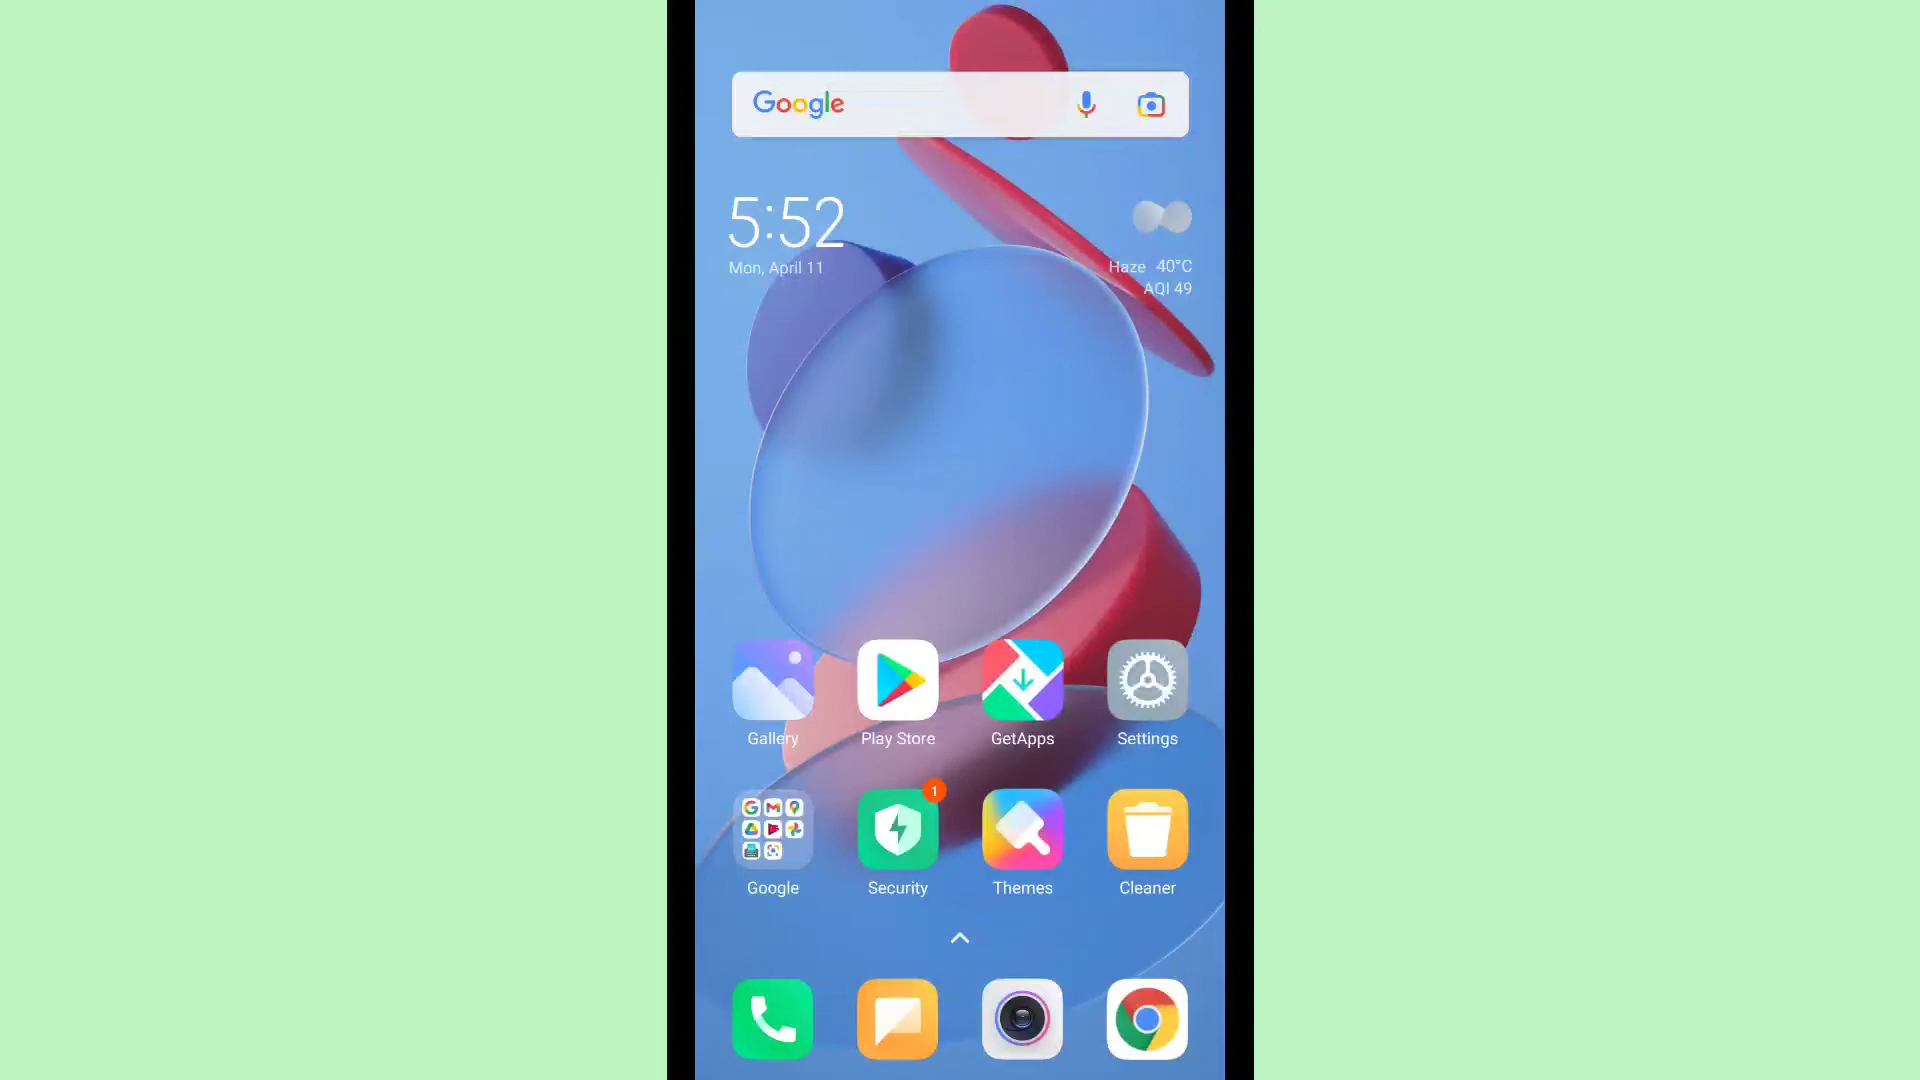 Google
5:52
Mon, April 11
Haze 40°C
AQI 49
Gallery
Play Store
GetApps
Settings
1
Google
Security
Themes
Cleaner